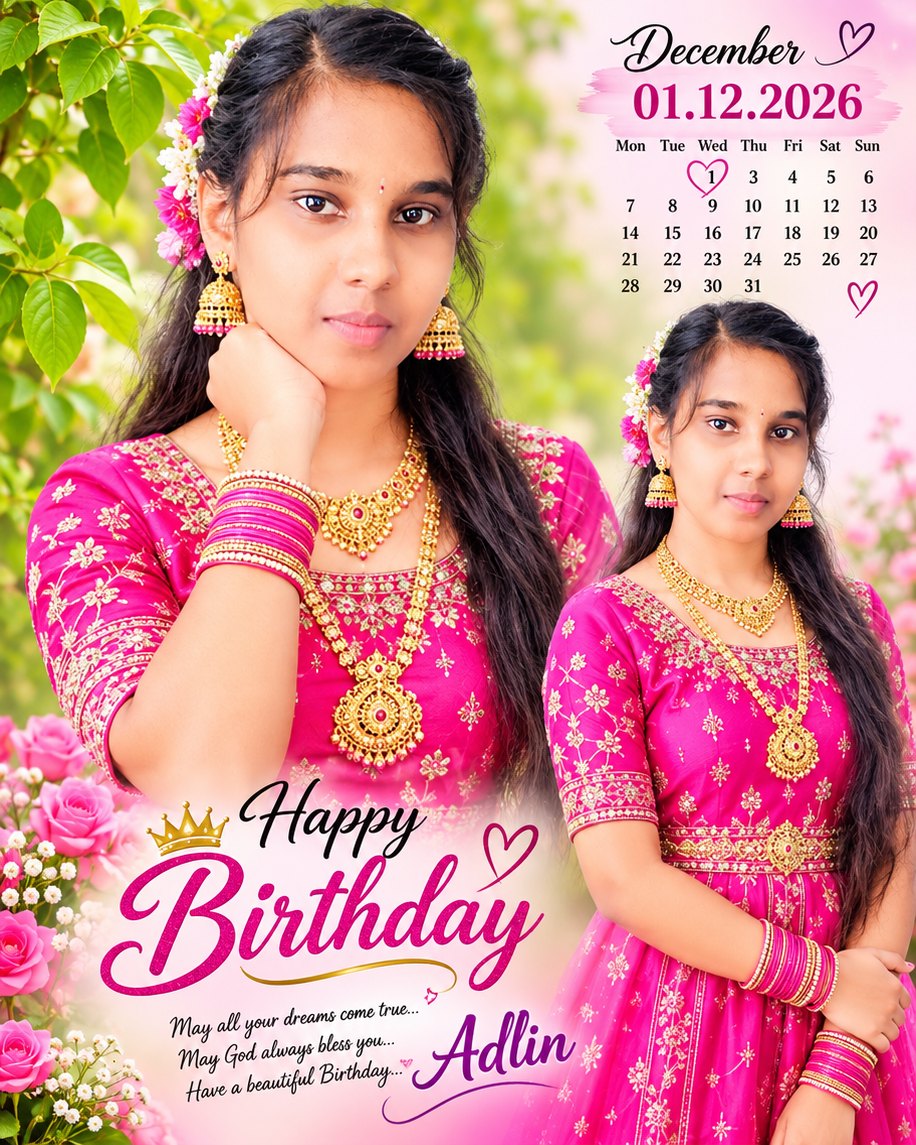 December
01.12.2026
Mon Tue Wed Thu Fri Sat Sun
1 3 4 5 6
7 8 9 10 11 12 13
14 15 16 17 18 19 20
21 22 23 24 25 26 27
28 29 30 31
Happy
Birthday
May all your dreams come true...
May God always bless you...
Have a beautiful Birthday...
Adlin